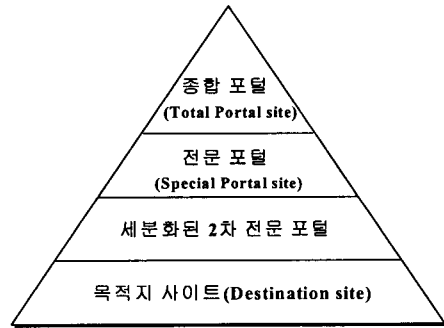 종합 포털
(Total Portal site)
전문 포털
(Special Portal site)
세분화된 2차 전문 포털
목적지 사이트(Destination site)